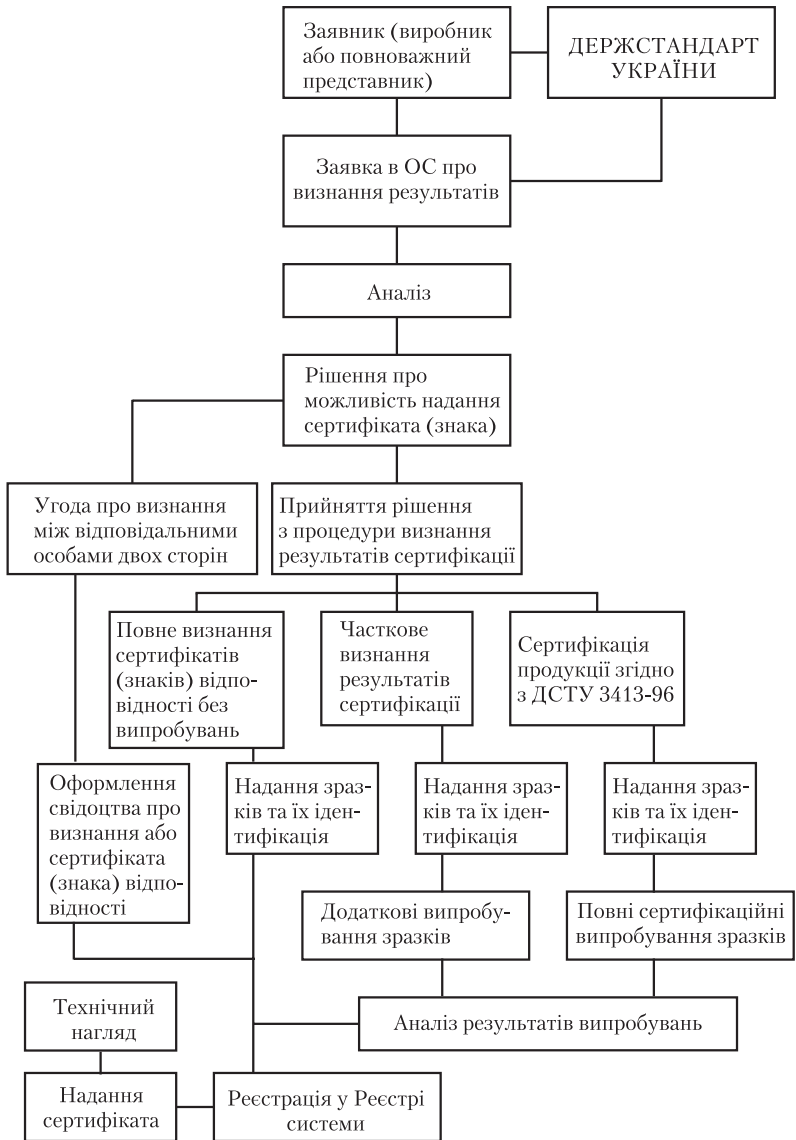 Заявник (виробник
або повноважний
представник)
ДЕРЖСТАНДАРТ
УКРАЇНИ
Заявка в ОС про
визнання результатів
Аналіз
Рішення про
можливість надання
сертифіката (знака)
Угода про визнання
між відповідальними
особами двох сторін
Прийняття рішення
з процедури визнання
результатів сертифікації
Повне визнання
сертифікатів
(знаків) відпо-
відності без
випробувань
Часткове
визнання
результатів
сертифікації
Сертифікація
продукції згідно
з ДСТУ 3413-96
Оформлення
свідоцтва про
визнання або
сертифіката
(знака) відпо-
відності
Надання зраз-
ків та їх іден-
тифікація
Надання зраз-
ків та їх іден-
тифікація
Надання зраз-
ків та їх іден-
тифікація
Додаткові випробу-
вання зразків
Повні сертифікаційні
випробування зразків
Технічний
нагляд
Аналіз результатів випробувань
Надання
сертифіката
Реєстрація у Реєстрі
системи